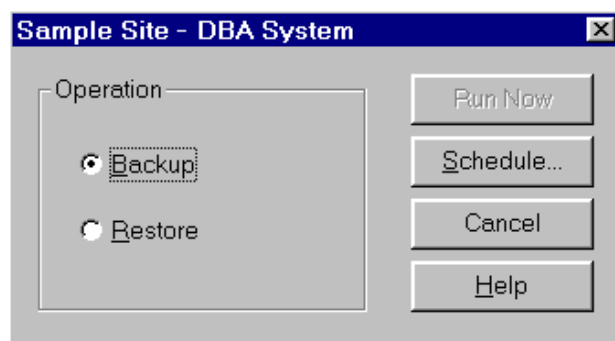 Sample Site - DBA System
Operation
Backup
Restore
Run Now
Schedule...
Cancel
Help